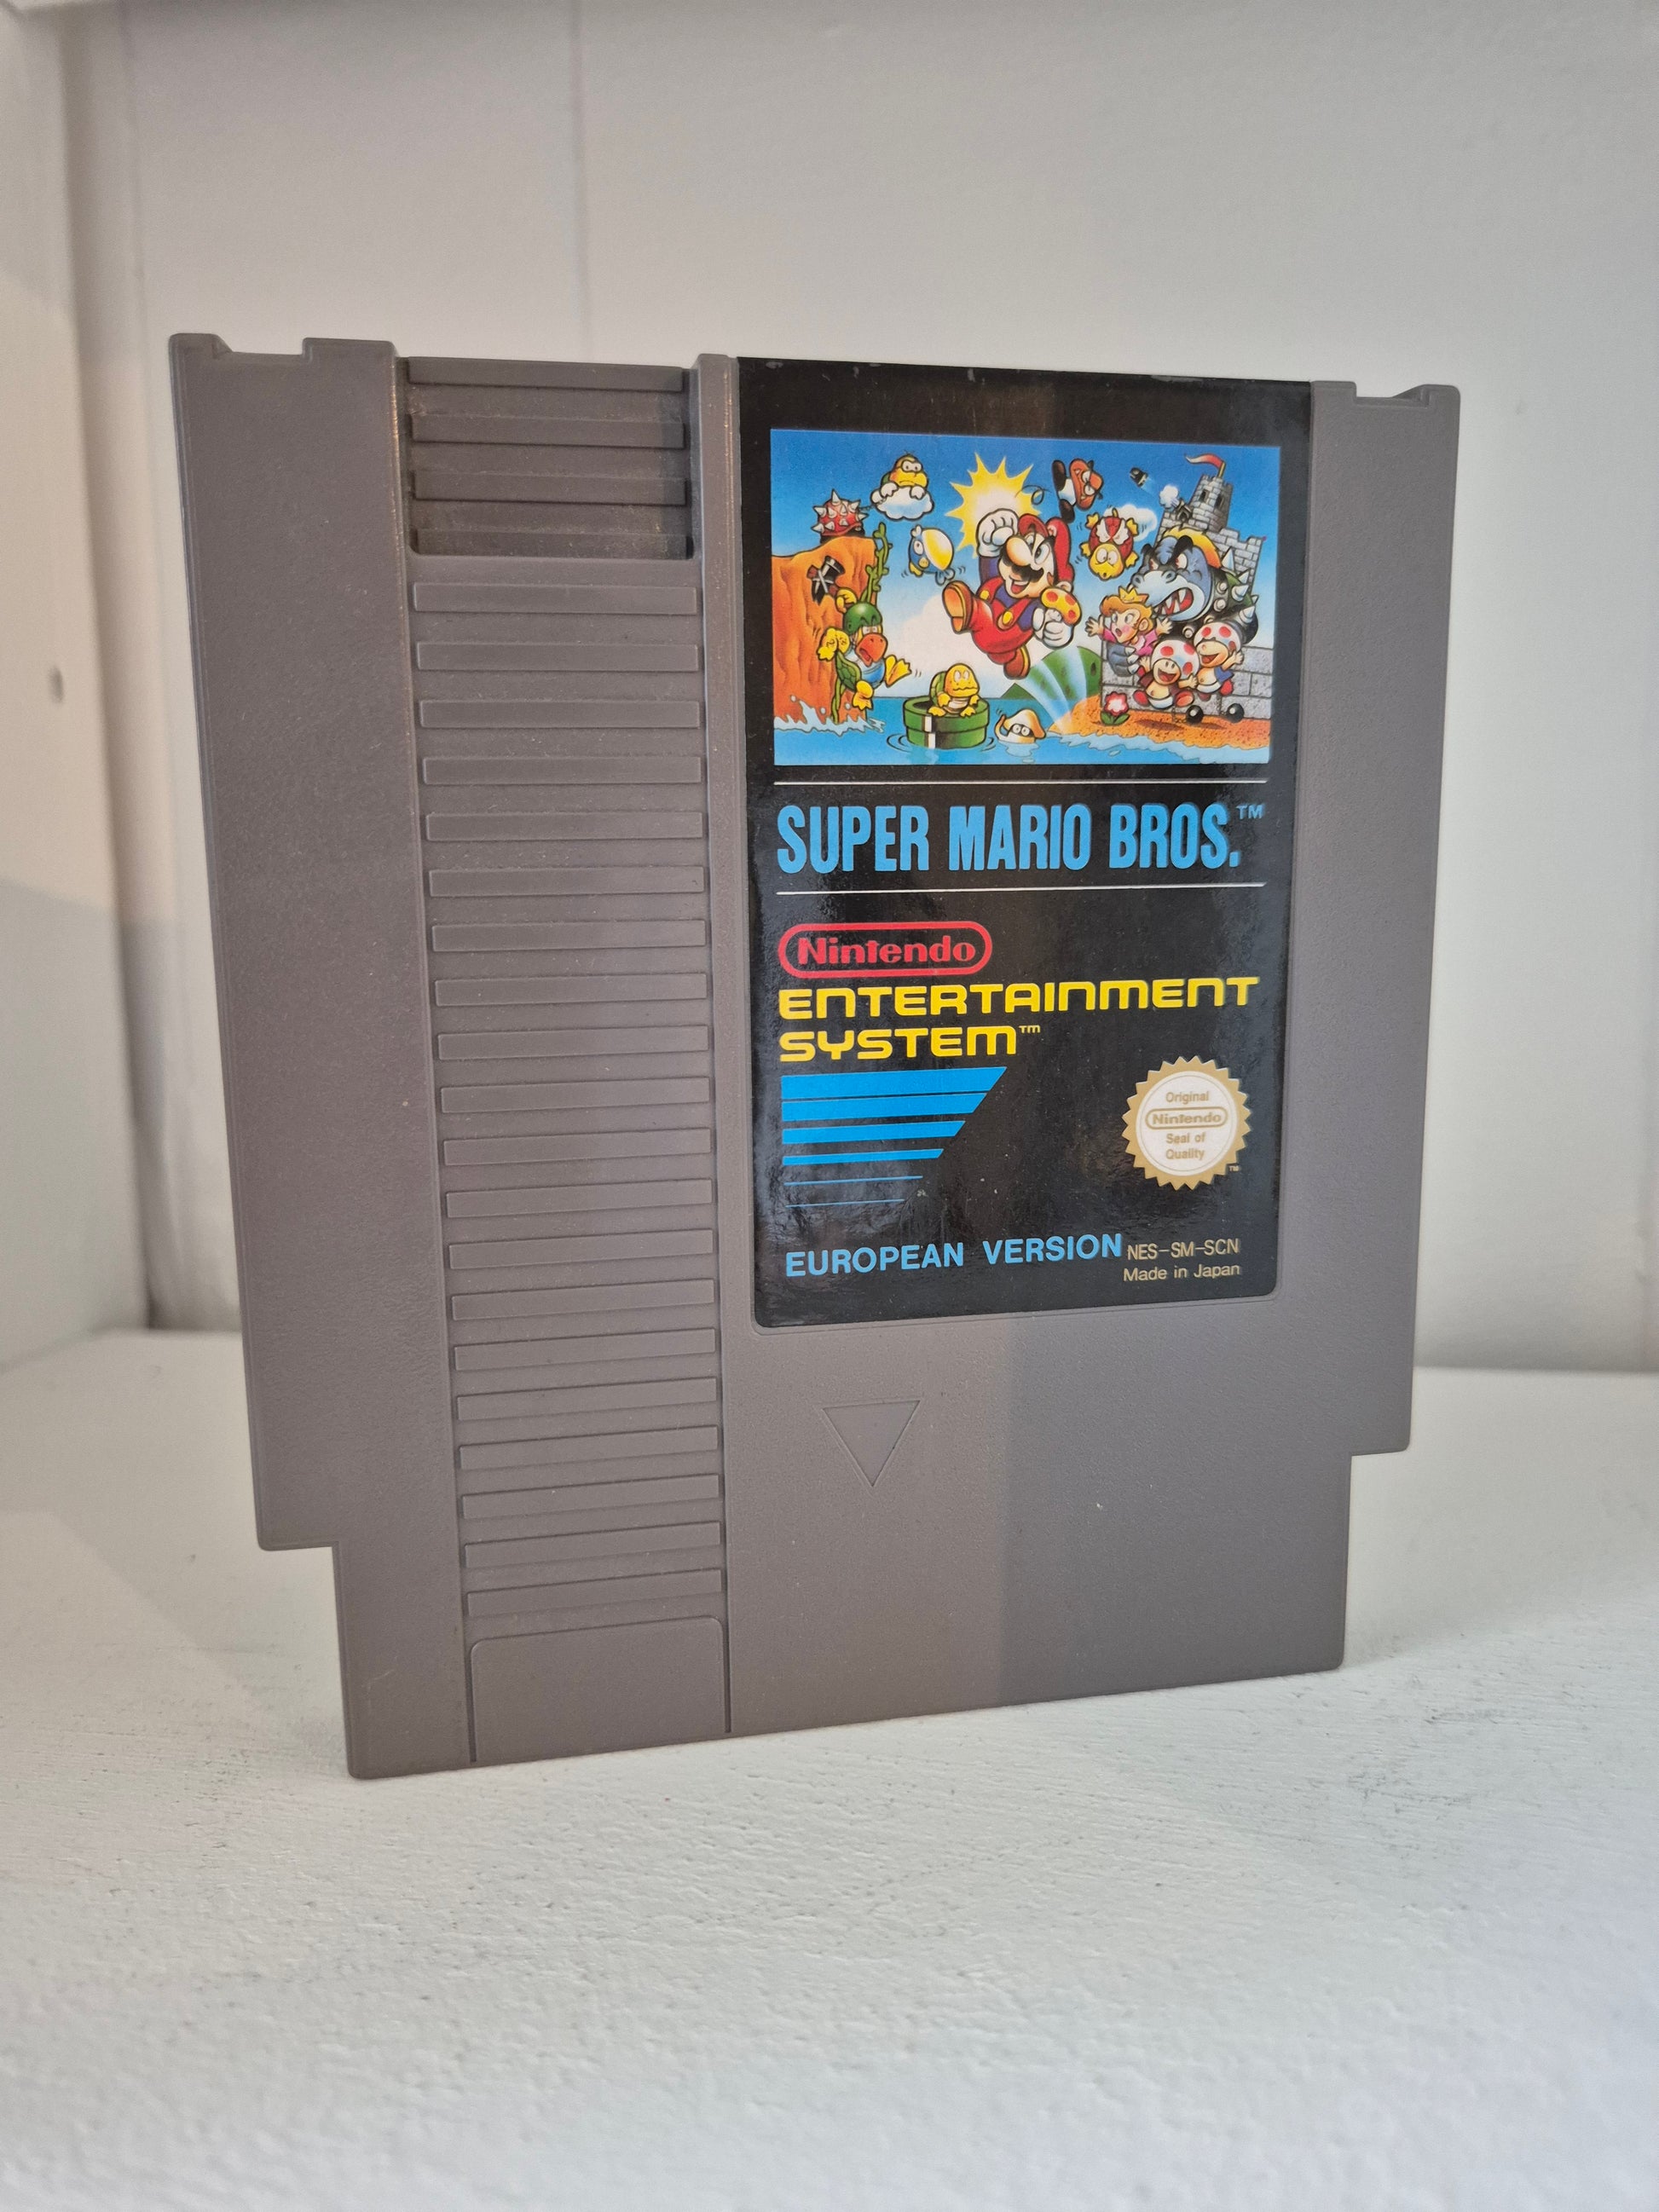 SUPER MARIO BROS.™
Nintendo
ENTERTAINMENT
SYSTEM™
Original
Nintendo
Seal of
Quality
TM
EUROPEAN VERSION NES-SM-SCN
Made in Japan